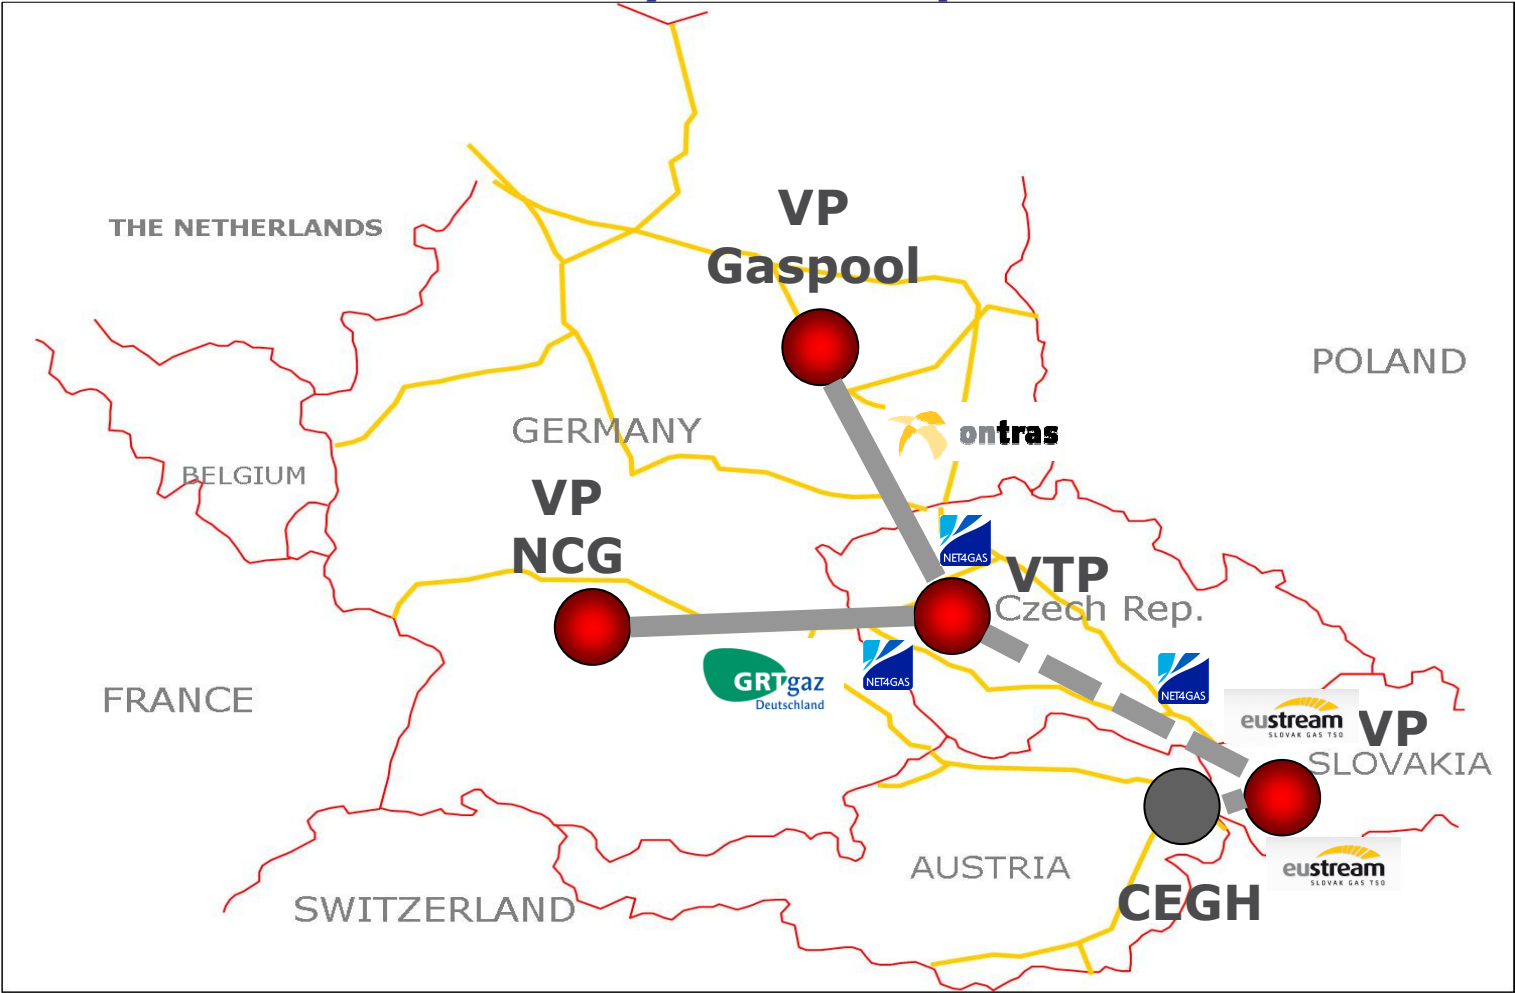 VP
Gaspool
THE NETHERLANDS
POLAND
GERMANY
ontras
BELGIUM
VP
NCG
NET4GAS
VTP
Czech Rep.
NET4GAS
GRTgaz
Deutschland
NET4GAS
FRANCE
eustream
SLOVAK GAS TSO
VP
SLOVAKIA
AUSTRIA
eustream
SLOVAK GAS TSO
CEGH
SWITZERLAND